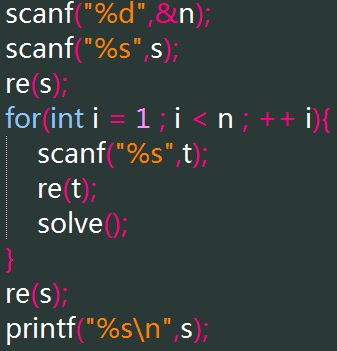 scanf("%d",&n);
scanf("%s",s);
re(s);
for(int i = 1 ; i < n ; ++ i){
scanf("%s",t);
re(t);
solve();
}
re(s);
printf("%s\n",s);